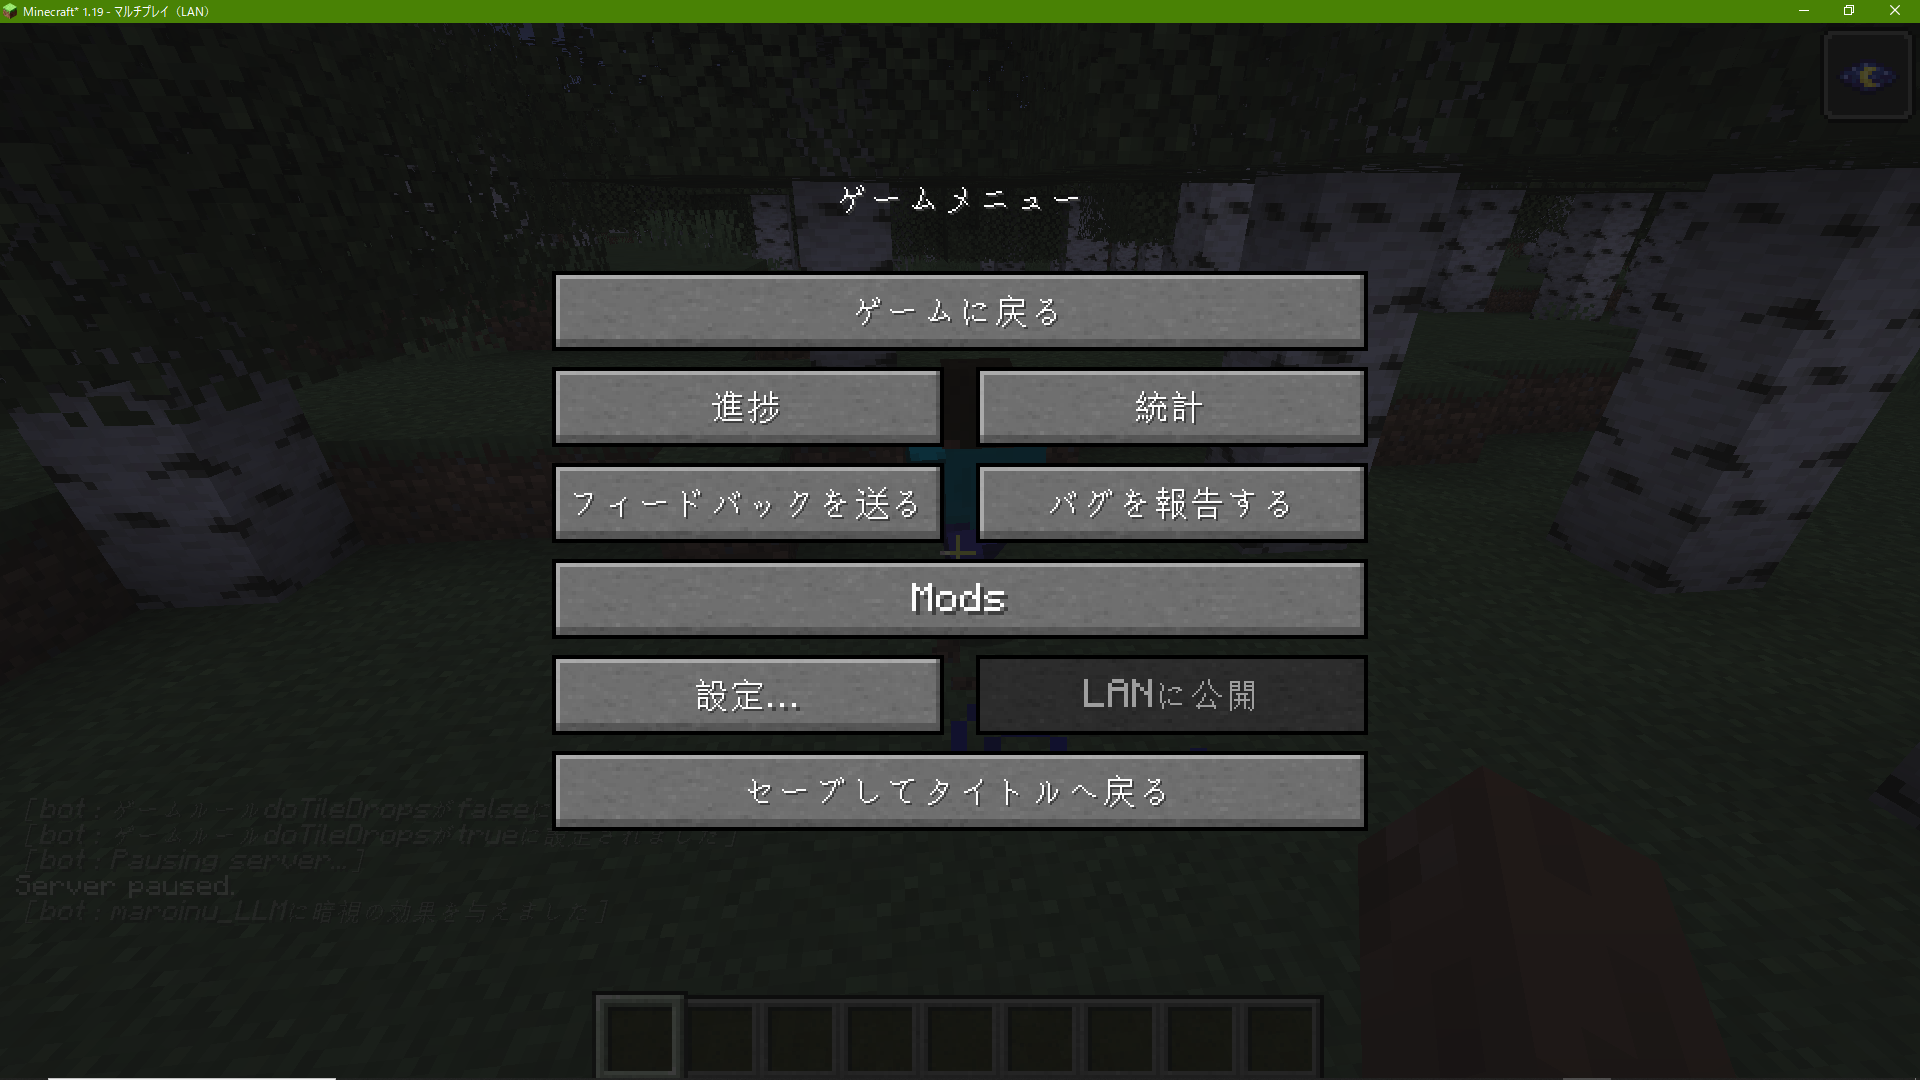 Minecraft* 1.19 - マルチプレイ（LAN）
ゲームメニュー
ゲームに戻る
進捗
統計
フィードバックを送る
バグを報告する
Mods
設定...
LANに公開
セーブしてタイトルへ戻る
[bot：ゲームルールdoTileDropsがfalseに
[bot：ゲームルールdoTileDropsがtrueに設定されました]
[bot：Pausing server...]
Server paused.
[bot：maroinu_LLMに暗視の効果を与えました]